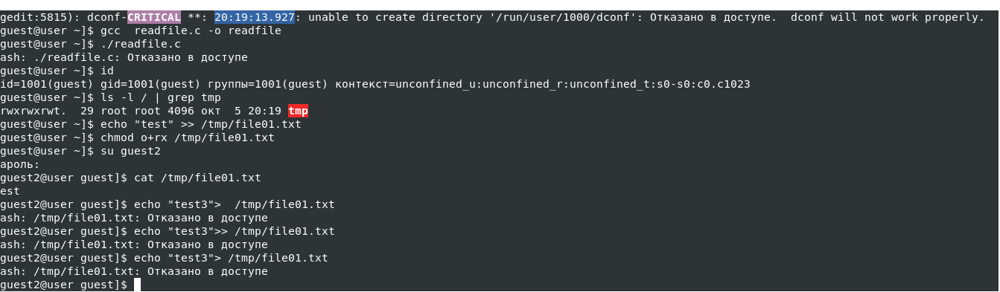 gedit:5815): dconf-CRITICAL **: 20:19:13.927: unable to create directory '/run/user/1000/dconf': Отказано в доступе.  dconf will not work properly.
guest@user ~]$ gcc  readfile.c -o readfile
guest@user ~]$ ./readfile.c
ash: ./readfile.c: Отказано в доступе
guest@user ~]$ id
id=1001(guest) gid=1001(guest) группы=1001(guest) контекст=unconfined_u:unconfined_r:unconfined_t:s0-s0:c0.c1023
guest@user ~]$ ls -l / | grep tmp
rwxrwxrwt.  29 root root 4096 окт  5 20:19 tmp
guest@user ~]$ echo "test" >> /tmp/file01.txt
guest@user ~]$ chmod o+rx /tmp/file01.txt
guest@user ~]$ su guest2
ароль:
guest2@user guest]$ cat /tmp/file01.txt
est
guest2@user guest]$ echo "test3">  /tmp/file01.txt
ash: /tmp/file01.txt: Отказано в доступе
guest2@user guest]$ echo "test3">> /tmp/file01.txt
ash: /tmp/file01.txt: Отказано в доступе
guest2@user guest]$ echo "test3"> /tmp/file01.txt
ash: /tmp/file01.txt: Отказано в доступе
guest2@user guest]$